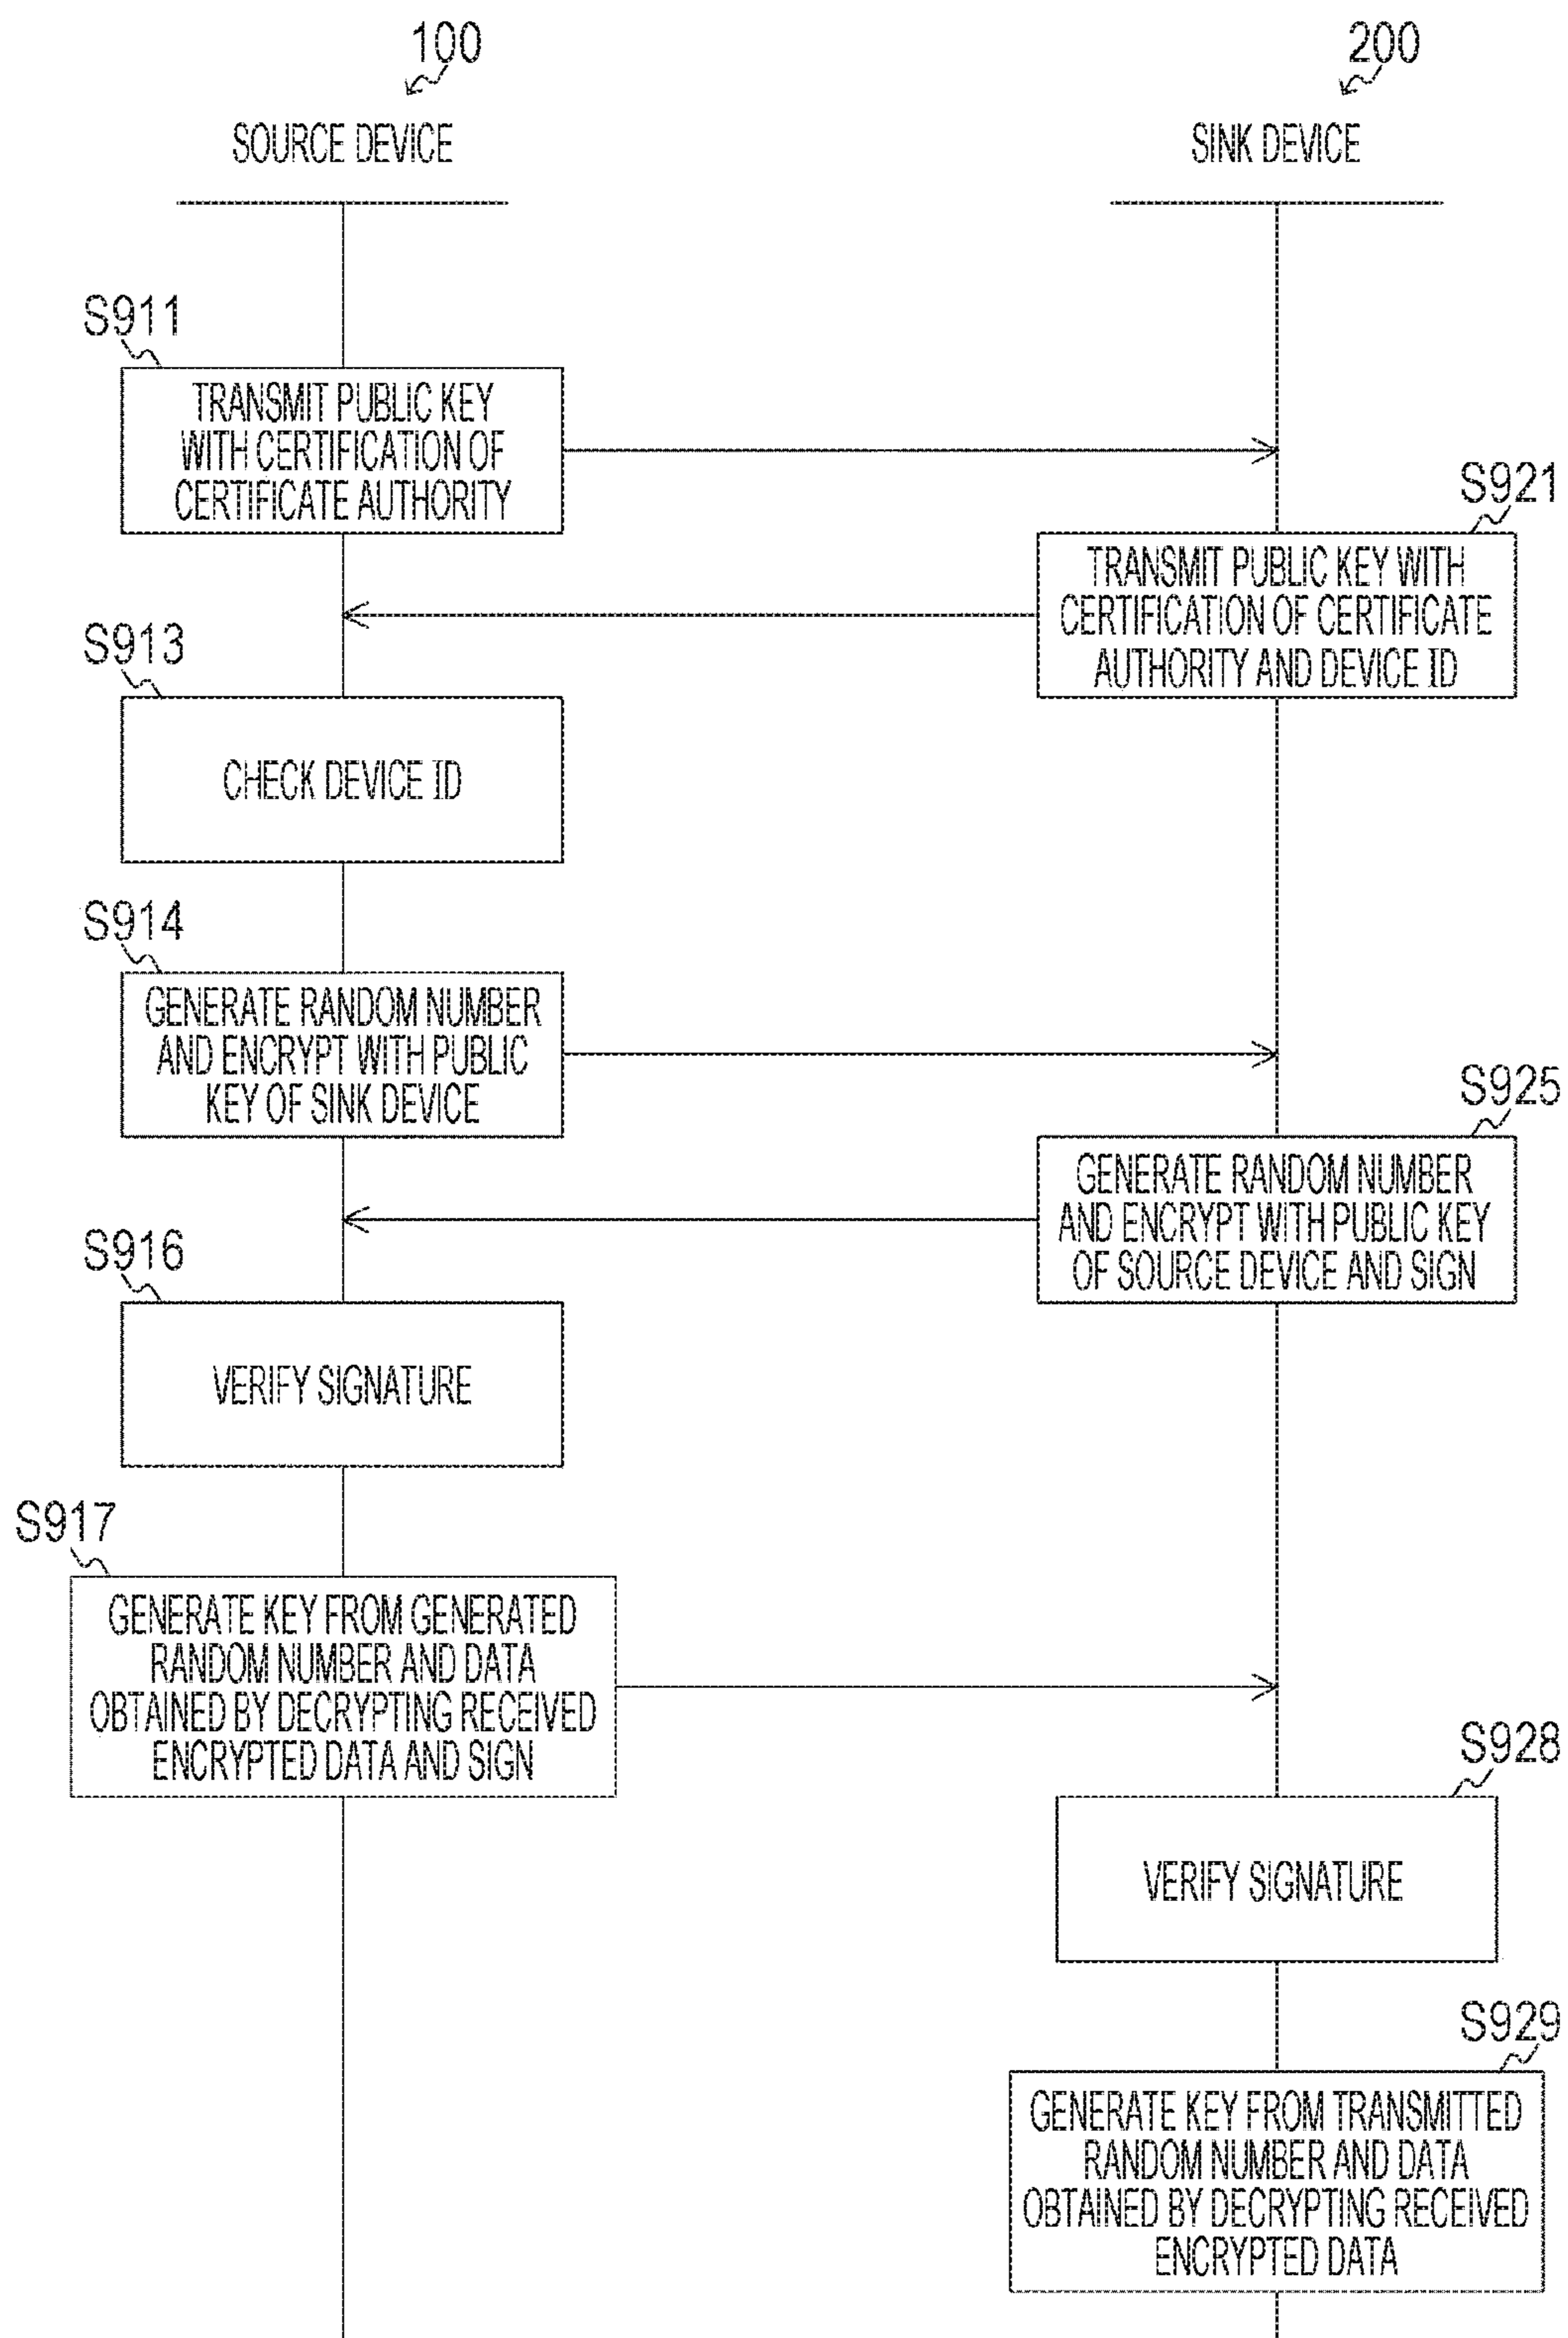 100
200
SOURCE DEVICE
SINK DEVICE
S911
TRANSMIT PUBLIC KEY
WITH CERTIFICATION OF
CERTIFICATE AUTHORITY
S921
TRANSMIT PUBLIC KEY WITH
CERTIFICATION OF CERTIFICATE
AUTHORITY AND DEVICE ID
S913
CHECK DEVICE ID
S914
GENERATE RANDOM NUMBER
AND ENCRYPT WITH PUBLIC
KEY OF SINK DEVICE
S925
GENERATE RANDOM NUMBER
AND ENCRYPT WITH PUBLIC KEY
OF SOURCE DEVICE AND SIGN
S916
VERIFY SIGNATURE
S917
GENERATE KEY FROM GENERATED
RANDOM NUMBER AND DATA
OBTAINED BY DECRYPTING RECEIVED
ENCRYPTED DATA AND SIGN
S928
VERIFY SIGNATURE
S929
GENERATE KEY FROM TRANSMITTED
RANDOM NUMBER AND DATA
OBTAINED BY DECRYPTING RECEIVED
ENCRYPTED DATA